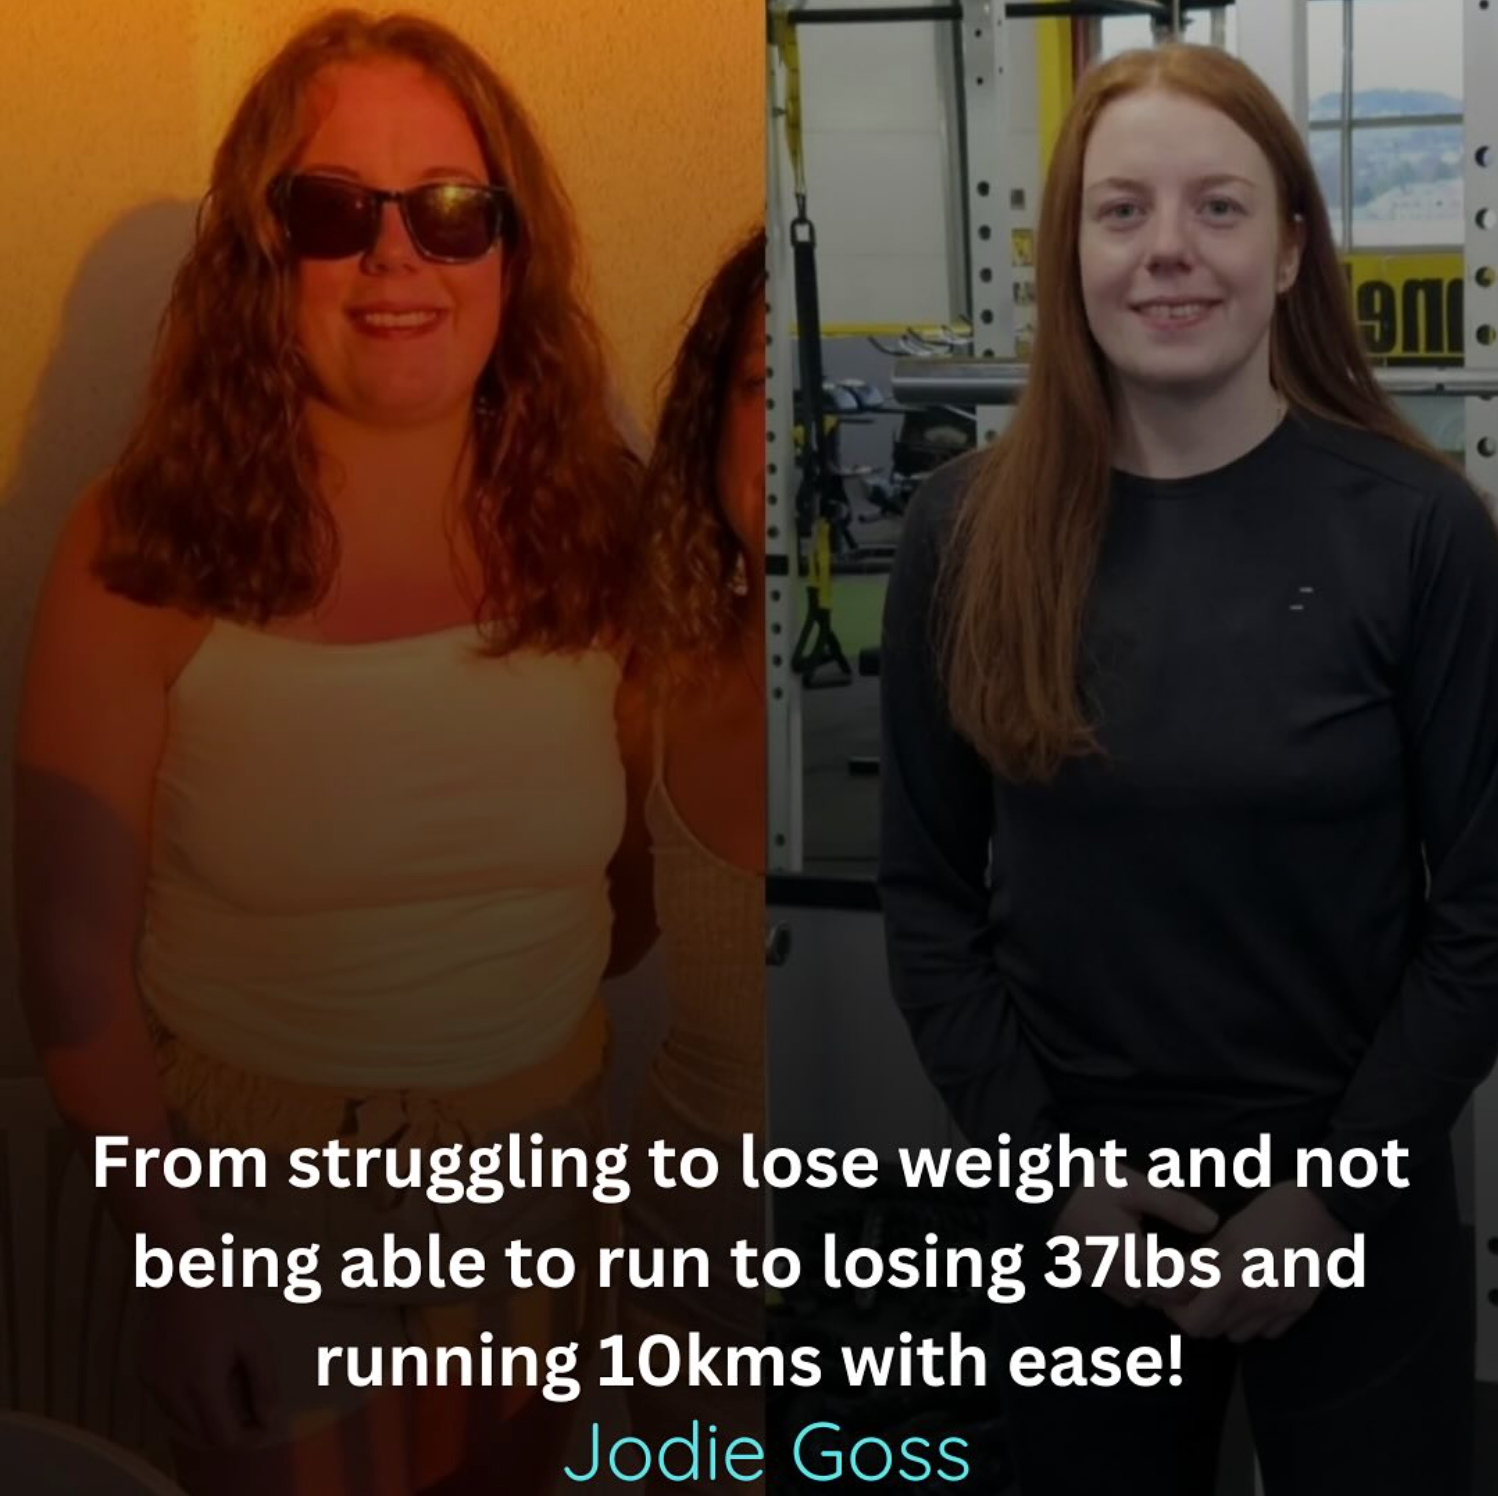 From struggling to lose weight and not
being able to run to losing 37lbs and
running 10kms with ease!
Jodie Goss